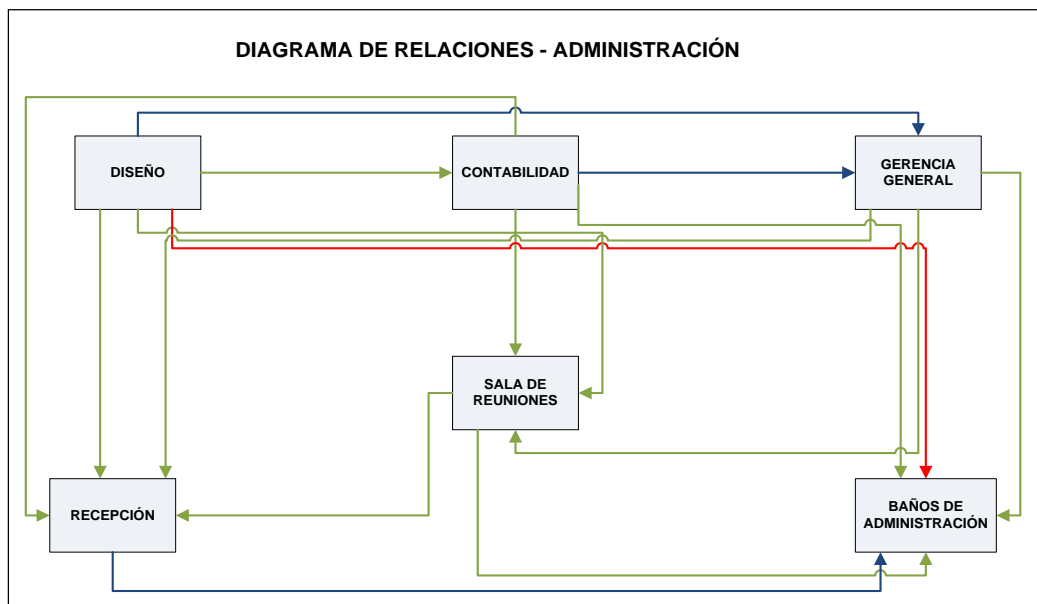 DIAGRAMA DE RELACIONES - ADMINISTRACIÓN
DISEÑO
CONTABILIDAD
GERENCIA
GENERAL
SALA DE
REUNIONES
RECEPCIÓN
BAÑOS DE
ADMINISTRACIÓN